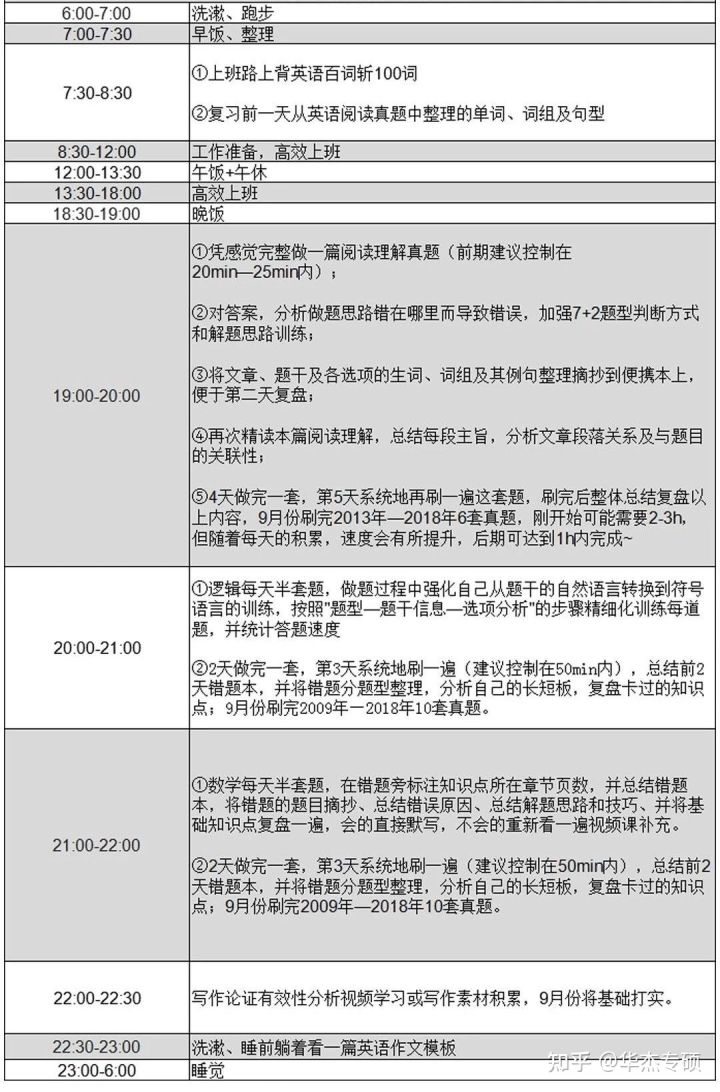 6:00-7:00 洗漱、跑步
7:00-7:30 早饭、整理
7:30-8:30
①上班路上背英语百词斩100词
②复习前一天从英语阅读真题中整理的单词、词组及句型
8:30-12:00 工作准备，高效上班
12:00-13:30 午饭+午休
13:30-18:00 高效上班
18:30-19:00 晚饭
19:00-20:00
①凭感觉完整做一篇阅读理解真题（前期建议控制在
20min—25min内）；
②对答案，分析做题思路错在哪里而导致错误，加强7+2题型判断方式
和解题思路训练；
③将文章、题干及各选项的生词、词组及其例句整理摘抄到便携本上，
便于第二天复盘；
④再次精读本篇阅读理解，总结每段主旨，分析文章段落关系及与题目
的关联性；
⑤4天做完一套，第5天系统地再刷一遍这套题，刷完后整体总结复盘以
上内容，9月份刷完2013年—2018年6套真题，刚开始可能需要2-3h，
但随着每天的积累，速度会有所提升，后期可达到1h内完成~
20:00-21:00
①逻辑每天半套题，做题过程中强化自己从题干的自然语言转换到符号
语言的训练，按照"题型—题干信息—选项分析"的步骤精细化训练每道
题，并统计答题速度
②2天做完一套，第3天系统地刷一遍（建议控制在50min内），总结前2
天错题本，并将错题分题型整理，分析自己的长短板，复盘卡过的知识
点；9月份刷完2009年—2018年10套真题。
21:00-22:00
①数学每天半套题，在错题旁标注知识点所在章节页数，并总结错题
本，将错题的题目摘抄、总结错误原因、总结解题思路和技巧、并将基
础知识点复盘一遍，会的直接默写，不会的重新看一遍视频课补充。
②2天做完一套，第3天系统地刷一遍（建议控制在50min内），总结前2
天错题本，并将错题分题型整理，分析自己的长短板，复盘卡过的知识
点；9月份刷完2009年—2018年10套真题。
22:00-22:30 写作论证有效性分析视频学习或写作素材积累，9月份将基础打实。
22:30-23:00 洗漱、睡前躺着看一篇英语作文模板
23:00-6:00 睡觉
知乎 @华杰专硕